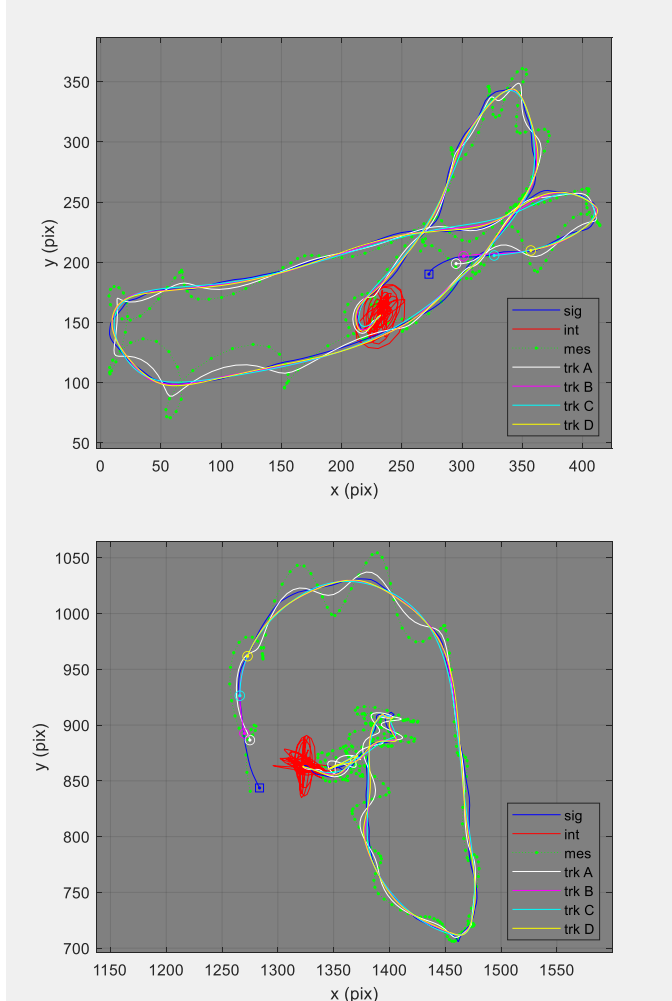 350
300
250
200
150
100
50
y (pix)
sig
int
mes
trk A
trk B
trk C
trk D
0 50 100 150 200 250 300 350 400
x (pix)
1050
1000
950
900
850
800
750
700
y (pix)
sig
int
mes
trk A
trk B
trk C
trk D
1150 1200 1250 1300 1350 1400 1450 1500 1550
x (pix)